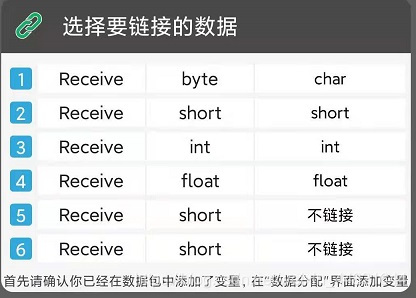 选择要链接的数据
1 Receive byte char
2 Receive short short
3 Receive int int
4 Receive float float
5 Receive short 不链接
6 Receive short 不链接
首先请确认你已经在数据包中添加了变量,在“数据分配”界面添加变量